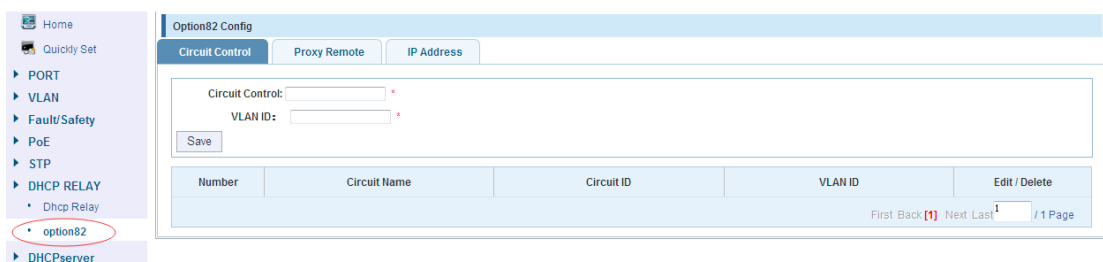 Home
Quickly Set
PORT
VLAN
Fault/Safety
PoE
STP
DHCP RELAY
Dhcp Relay
option82
DHCPserver
Option82 Config
Circuit Control Proxy Remote IP Address
Circuit Control: *
VLAN ID: *
Save
Number Circuit Name Circuit ID VLAN ID Edit / Delete
First Back [1] Next Last 1 / 1 Page